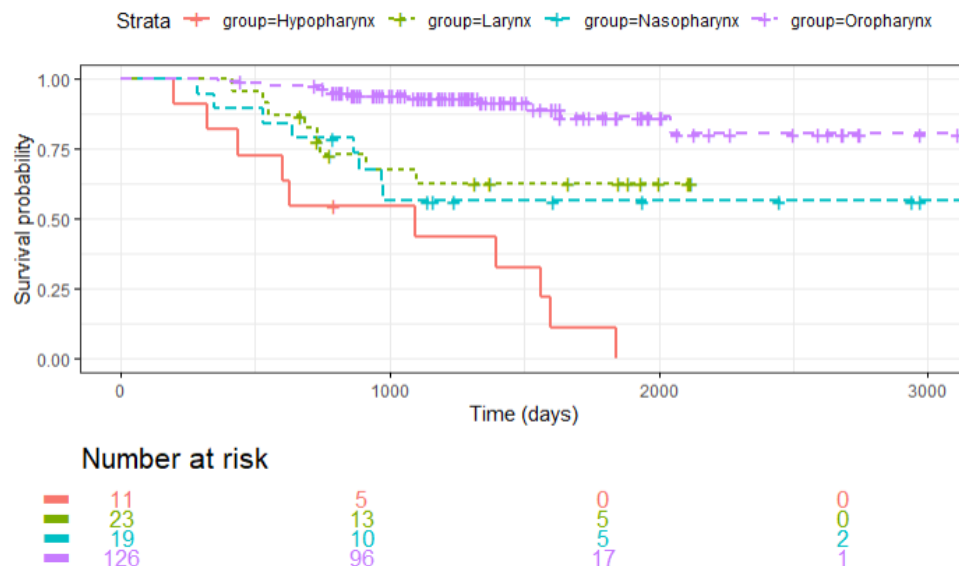 Strata group=Hypopharynx group=Larynx group=Nasopharynx group=Oropharynx
1.00
0.75
0.50
0.25
0.00
Survival probability
0 1000 2000 3000
Time (days)
Number at risk
11 5 0 0
23 13 5 0
19 10 5 2
126 96 17 1